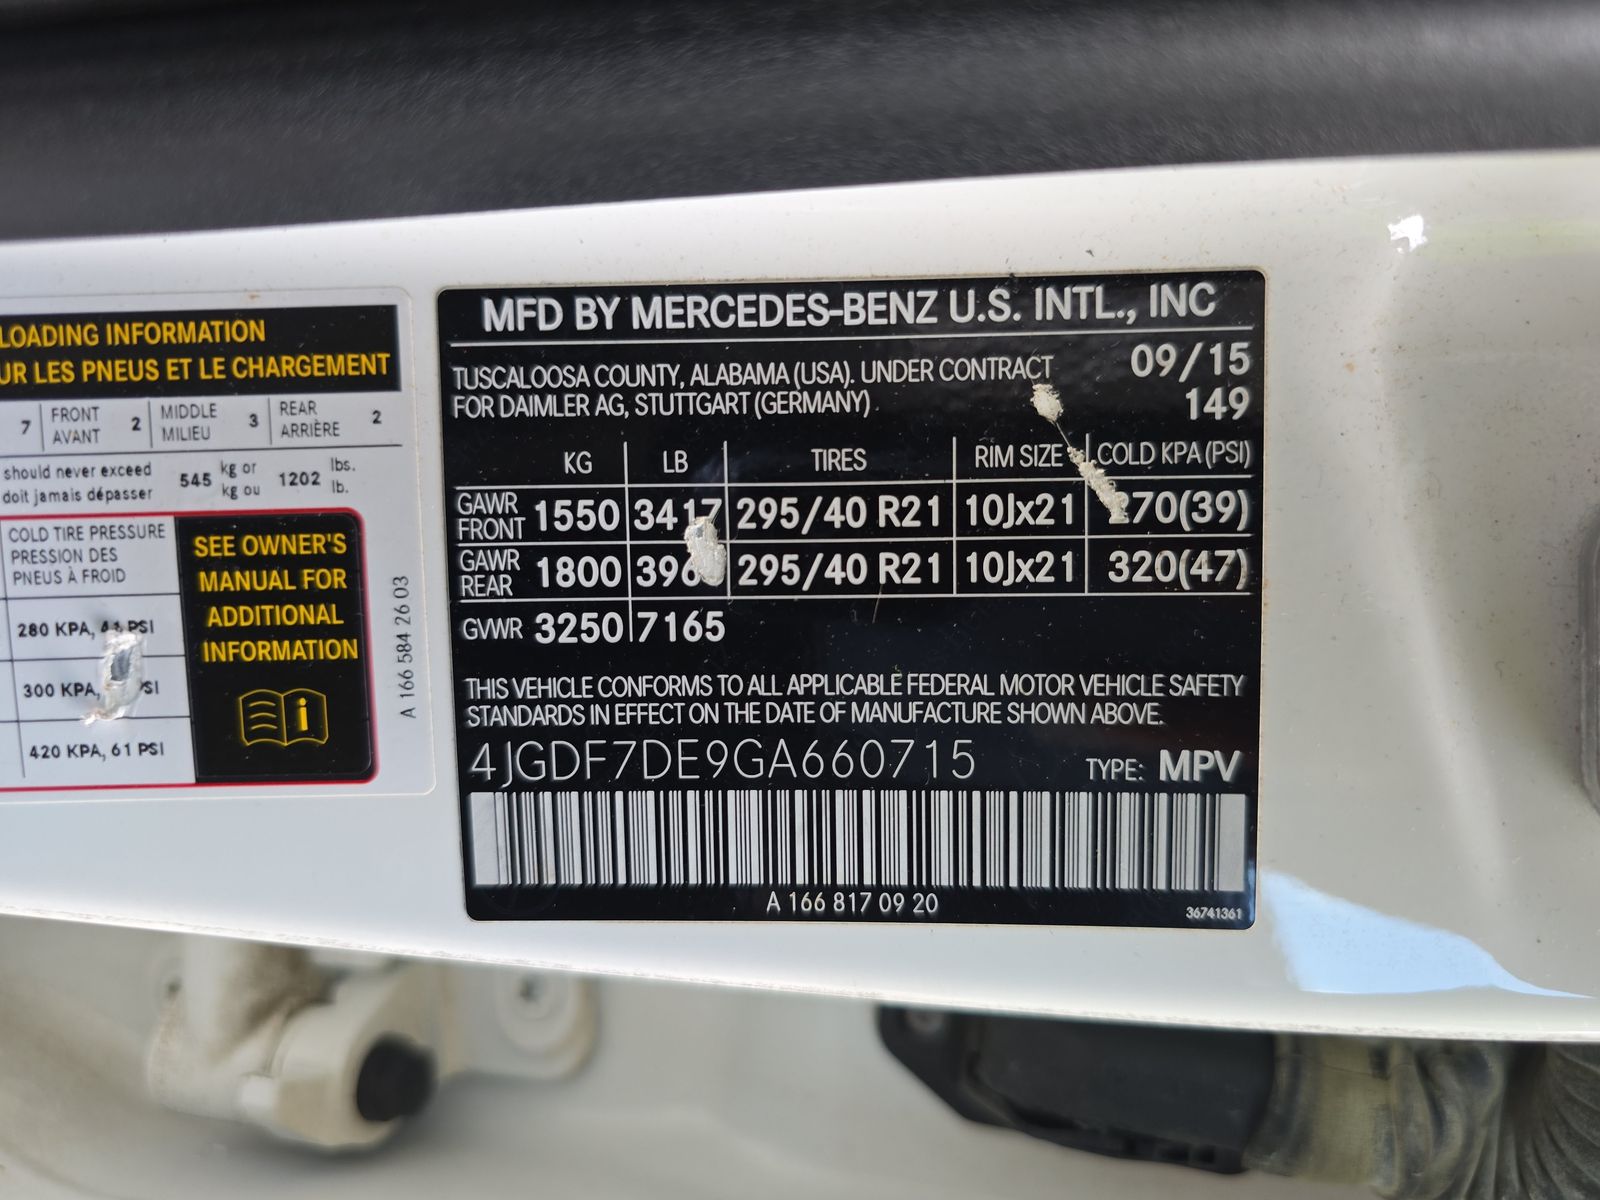 LOADING INFORMATION
UR LES PNEUS ET LE CHARGEMENT
7 FRONT AVANT 2 MIDDLE MILIEU 3 REAR ARRIÈRE 2
should never exceed 545 kg or 1202 lbs.
doit jamais dépasser kg ou lb.
COLD TIRE PRESSURE
PRESSION DES
PNEUS À FROID
280 KPA, PSI
300 KPA, PSI
420 KPA, 61 PSI
SEE OWNER'S
MANUAL FOR
ADDITIONAL
INFORMATION
i
A 166 584 26 03
MFD BY MERCEDES-BENZ U.S. INTL., INC
TUSCALOOSA COUNTY, ALABAMA (USA). UNDER CONTRACT 09/15
FOR DAIMLER AG, STUTTGART (GERMANY) 149
KG LB TIRES RIM SIZE COLD KPA (PSI)
GAWR FRONT 1550 3417 295/40 R21 10Jx21 270(39)
GAWR REAR 1800 295/40 R21 10Jx21 320(47)
GVWR 3250 7165
THIS VEHICLE CONFORMS TO ALL APPLICABLE FEDERAL MOTOR VEHICLE SAFETY
STANDARDS IN EFFECT ON THE DATE OF MANUFACTURE SHOWN ABOVE.
4JGDF7DE9GA660715 TYPE: MPV
A 166 817 09 20
36741361